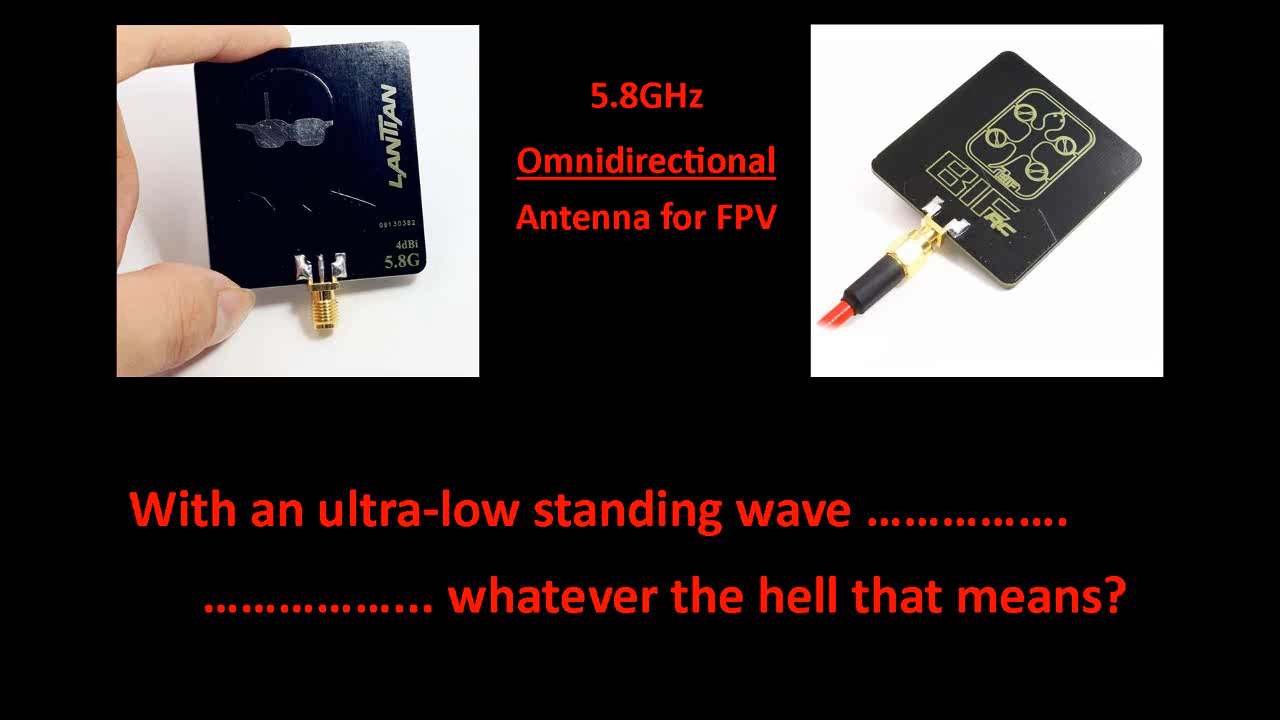 LANTIAN
09130382
4dBi
5.8G
5.8GHz
Omnidirectional
Antenna for FPV
With an ultra-low standing wave …………….
……………... whatever the hell that means?